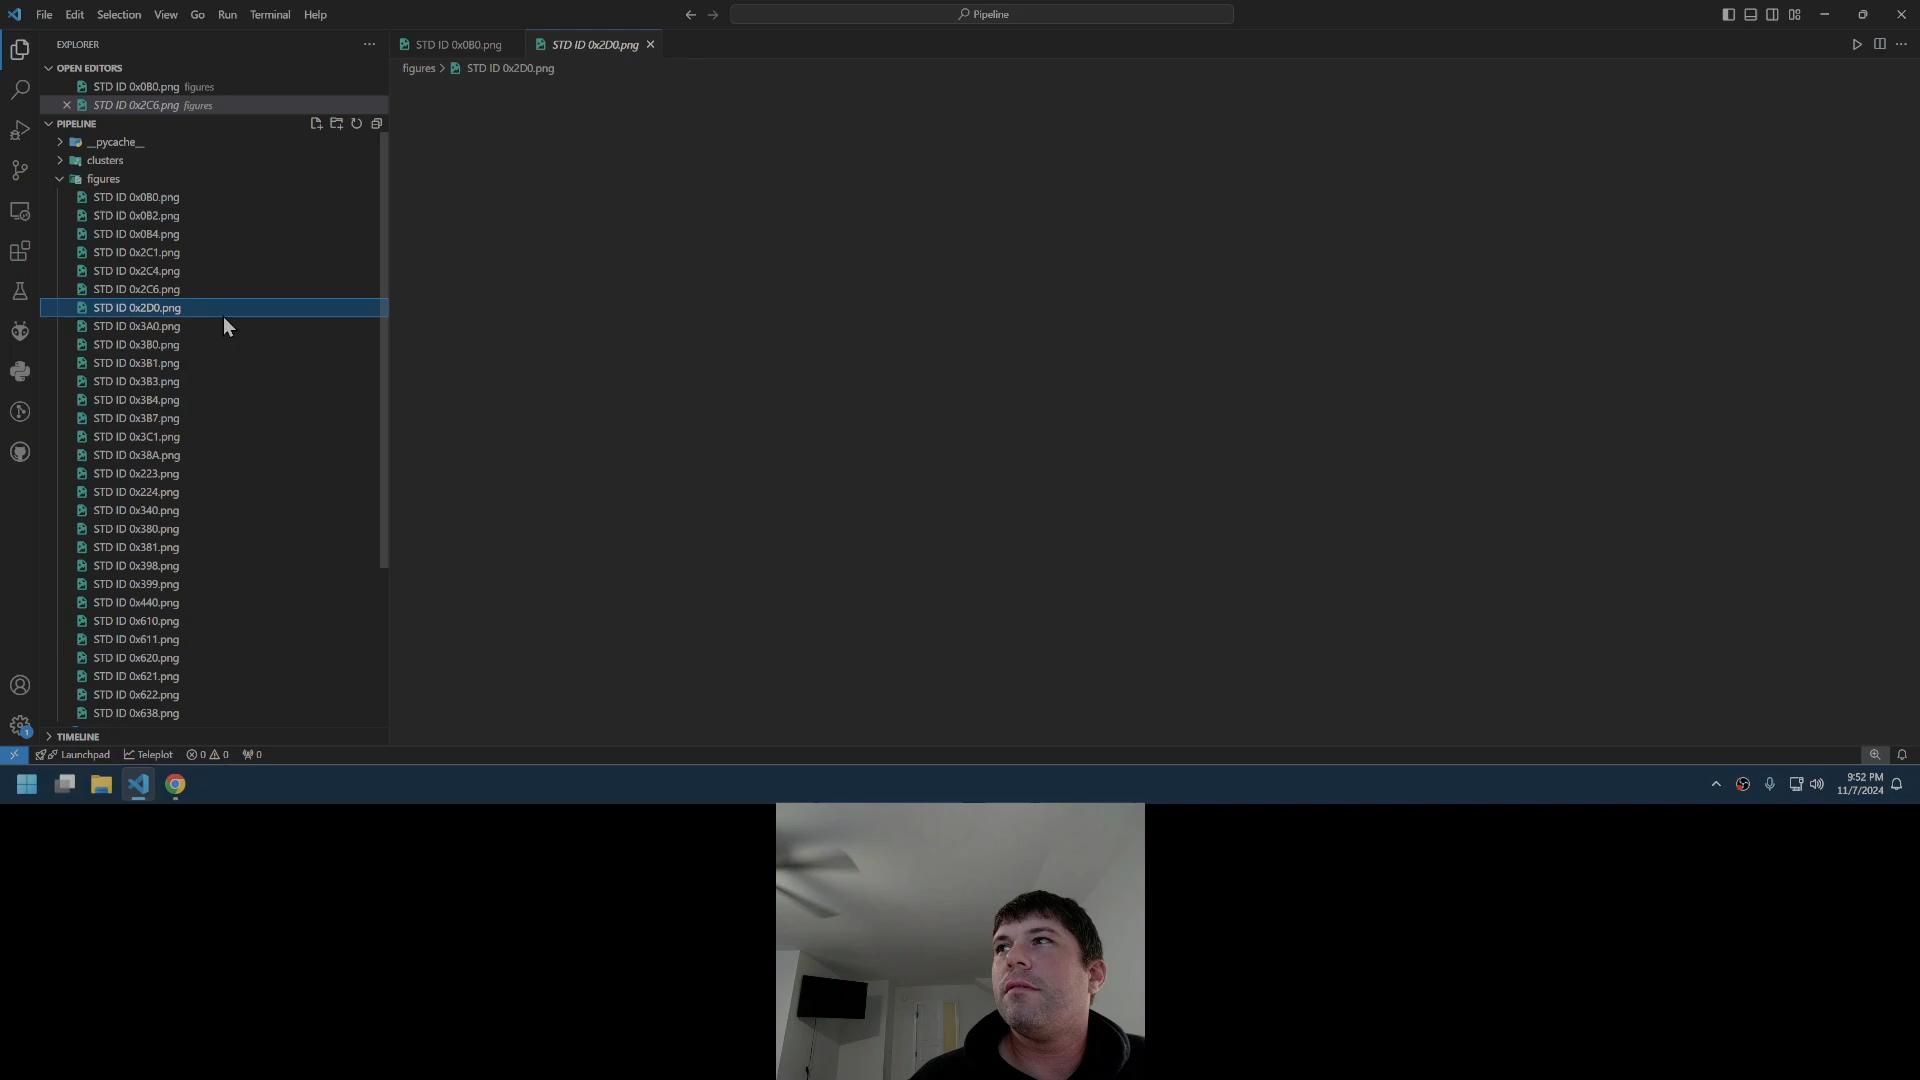 File Edit Selection View Go Run Terminal Help
Pipeline
EXPLORER
OPEN EDITORS
STD ID 0x0B0.png figures
STD ID 0x2C6.png figures
PIPELINE
__pycache__
clusters
figures
STD ID 0x0B0.png
STD ID 0x0B2.png
STD ID 0x0B4.png
STD ID 0x2C1.png
STD ID 0x2C4.png
STD ID 0x2C6.png
STD ID 0x2D0.png
STD ID 0x3A0.png
STD ID 0x3B0.png
STD ID 0x3B1.png
STD ID 0x3B3.png
STD ID 0x3B4.png
STD ID 0x3B7.png
STD ID 0x3C1.png
STD ID 0x38A.png
STD ID 0x223.png
STD ID 0x224.png
STD ID 0x340.png
STD ID 0x380.png
STD ID 0x381.png
STD ID 0x398.png
STD ID 0x399.png
STD ID 0x440.png
STD ID 0x610.png
STD ID 0x611.png
STD ID 0x620.png
STD ID 0x621.png
STD ID 0x622.png
STD ID 0x638.png
TIMELINE
STD ID 0x0B0.png STD ID 0x2D0.png
figures > STD ID 0x2D0.png
1
Launchpad Teleplot 0 0 0
9:52 PM
11/7/2024